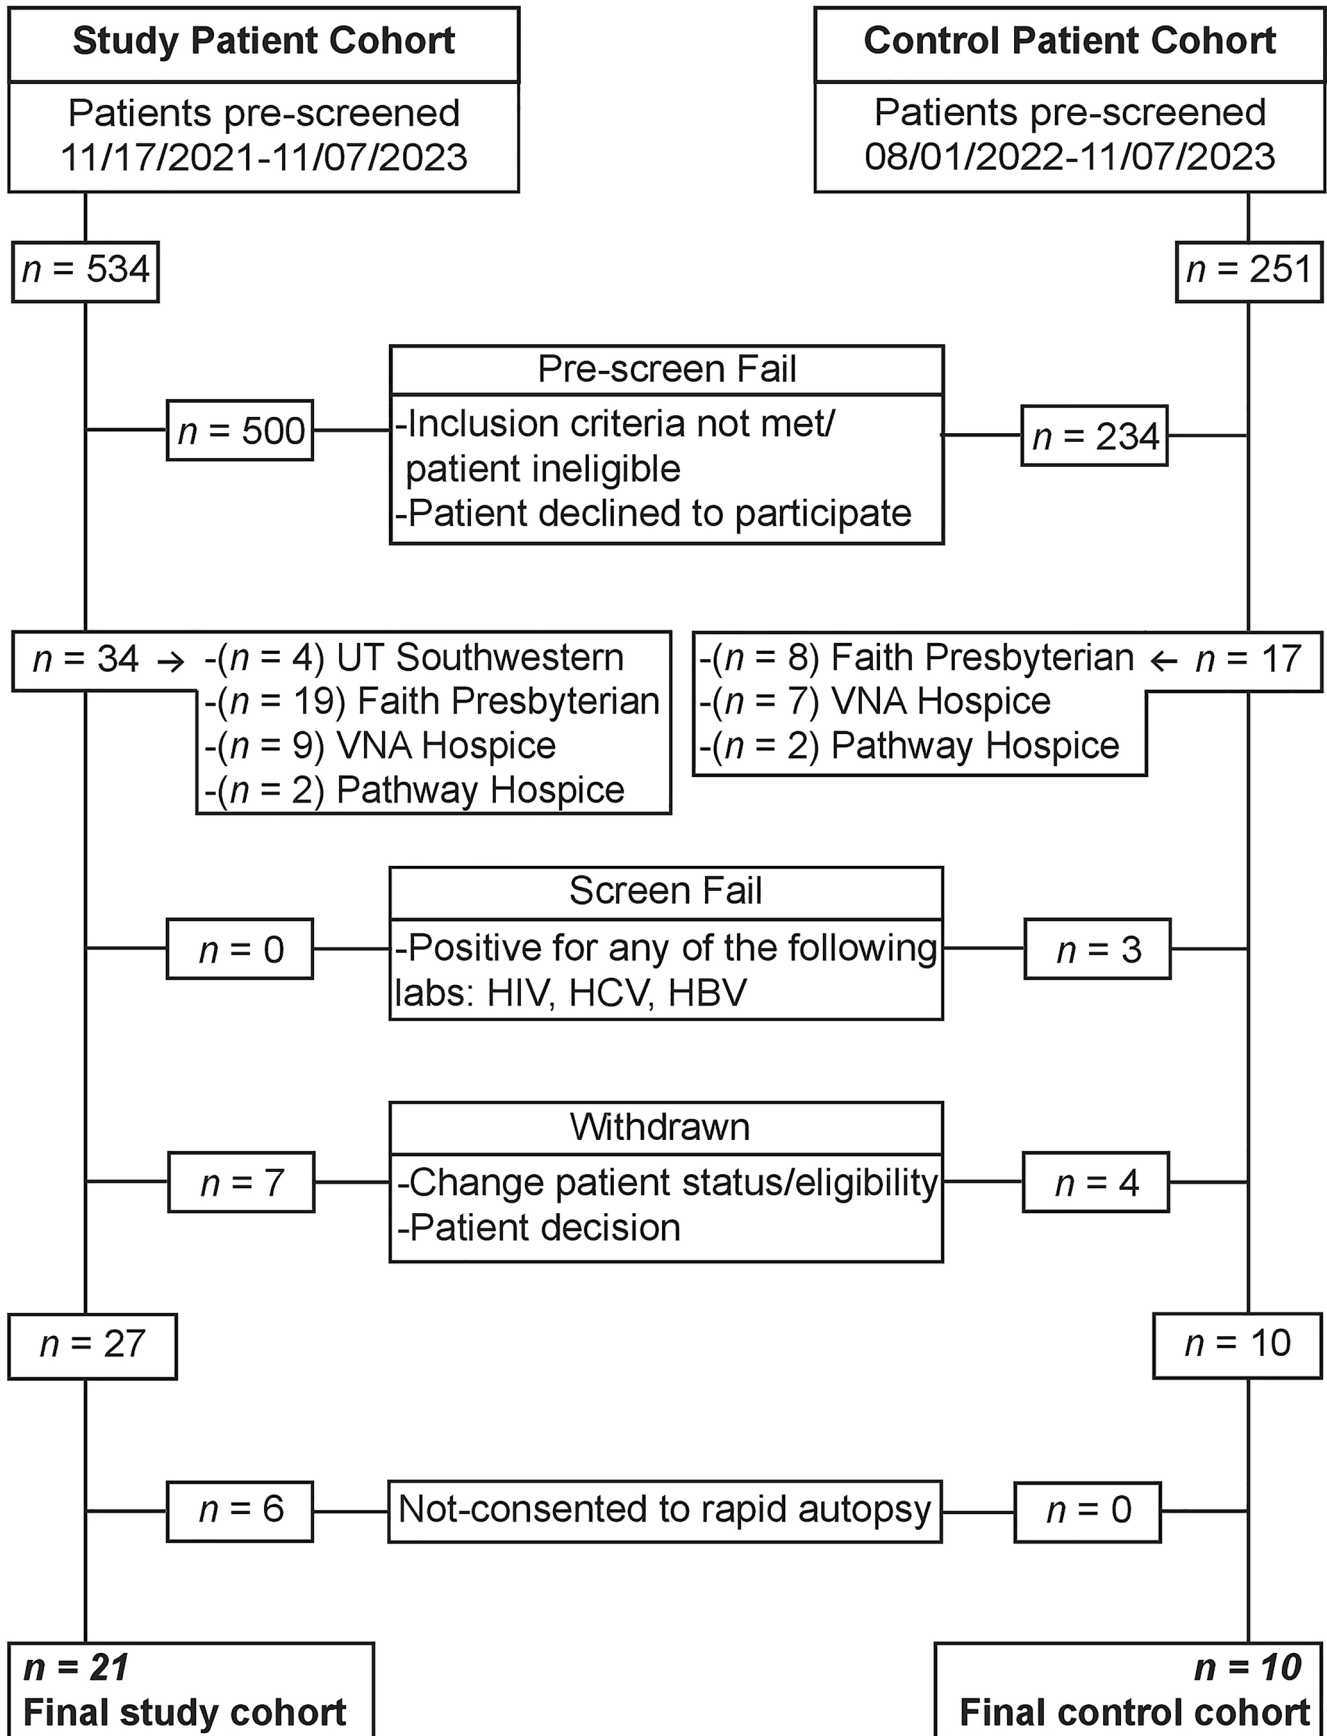 Study Patient Cohort
Patients pre-screened
11/17/2021-11/07/2023
Control Patient Cohort
Patients pre-screened
08/01/2022-11/07/2023
n = 534
n = 251
Pre-screen Fail
n = 500
-Inclusion criteria not met/
patient ineligible
-Patient declined to participate
n = 234
n = 34 → -(n = 4) UT Southwestern
-(n = 19) Faith Presbyterian
-(n = 9) VNA Hospice
-(n = 2) Pathway Hospice
-(n = 8) Faith Presbyterian ← n = 17
-(n = 7) VNA Hospice
-(n = 2) Pathway Hospice
Screen Fail
n = 0
-Positive for any of the following
labs: HIV, HCV, HBV
n = 3
Withdrawn
n = 7
-Change patient status/eligibility
-Patient decision
n = 4
n = 27
n = 10
n = 6
Not-consented to rapid autopsy
n = 0
n = 21
Final study cohort
n = 10
Final control cohort